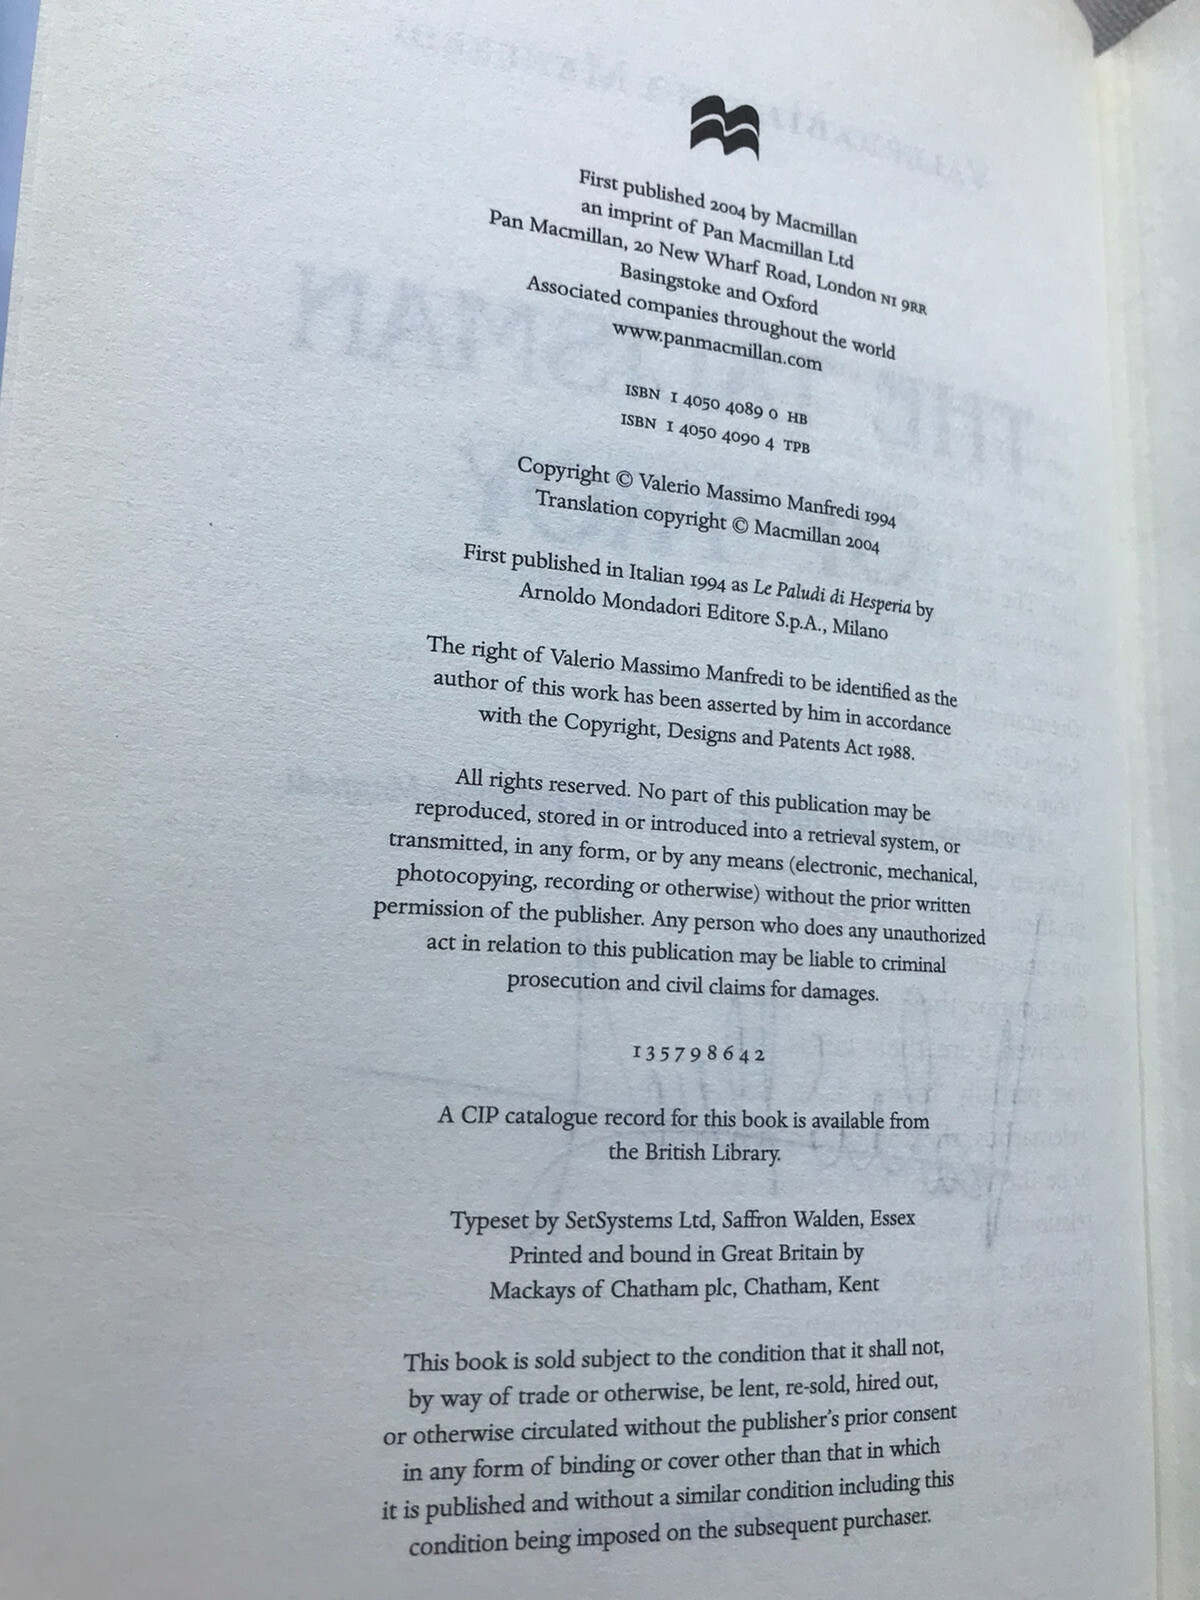 First published 2004 by Macmillan
an imprint of Pan Macmillan Ltd
Pan Macmillan, 20 New Wharf Road, London N1 9RR
Basingstoke and Oxford
Associated companies throughout the world
www.panmacmillan.com
ISBN 1 4050 4089 0 HB
ISBN 1 4050 4090 4 TPB
Copyright © Valerio Massimo Manfredi 1994
Translation copyright © Macmillan 2004
First published in Italian 1994 as Le Paludi di Hesperia by
Arnoldo Mondadori Editore S.p.A., Milano
The right of Valerio Massimo Manfredi to be identified as the
author of this work has been asserted by him in accordance
with the Copyright, Designs and Patents Act 1988.
All rights reserved. No part of this publication may be
reproduced, stored in or introduced into a retrieval system, or
transmitted, in any form, or by any means (electronic, mechanical,
photocopying, recording or otherwise) without the prior written
permission of the publisher. Any person who does any unauthorized
act in relation to this publication may be liable to criminal
prosecution and civil claims for damages.
1 3 5 7 9 8 6 4 2
A CIP catalogue record for this book is available from
the British Library.
Typeset by SetSystems Ltd, Saffron Walden, Essex
Printed and bound in Great Britain by
Mackays of Chatham plc, Chatham, Kent
This book is sold subject to the condition that it shall not,
by way of trade or otherwise, be lent, re-sold, hired out,
or otherwise circulated without the publisher's prior consent
in any form of binding or cover other than that in which
it is published and without a similar condition including this
condition being imposed on the subsequent purchaser.